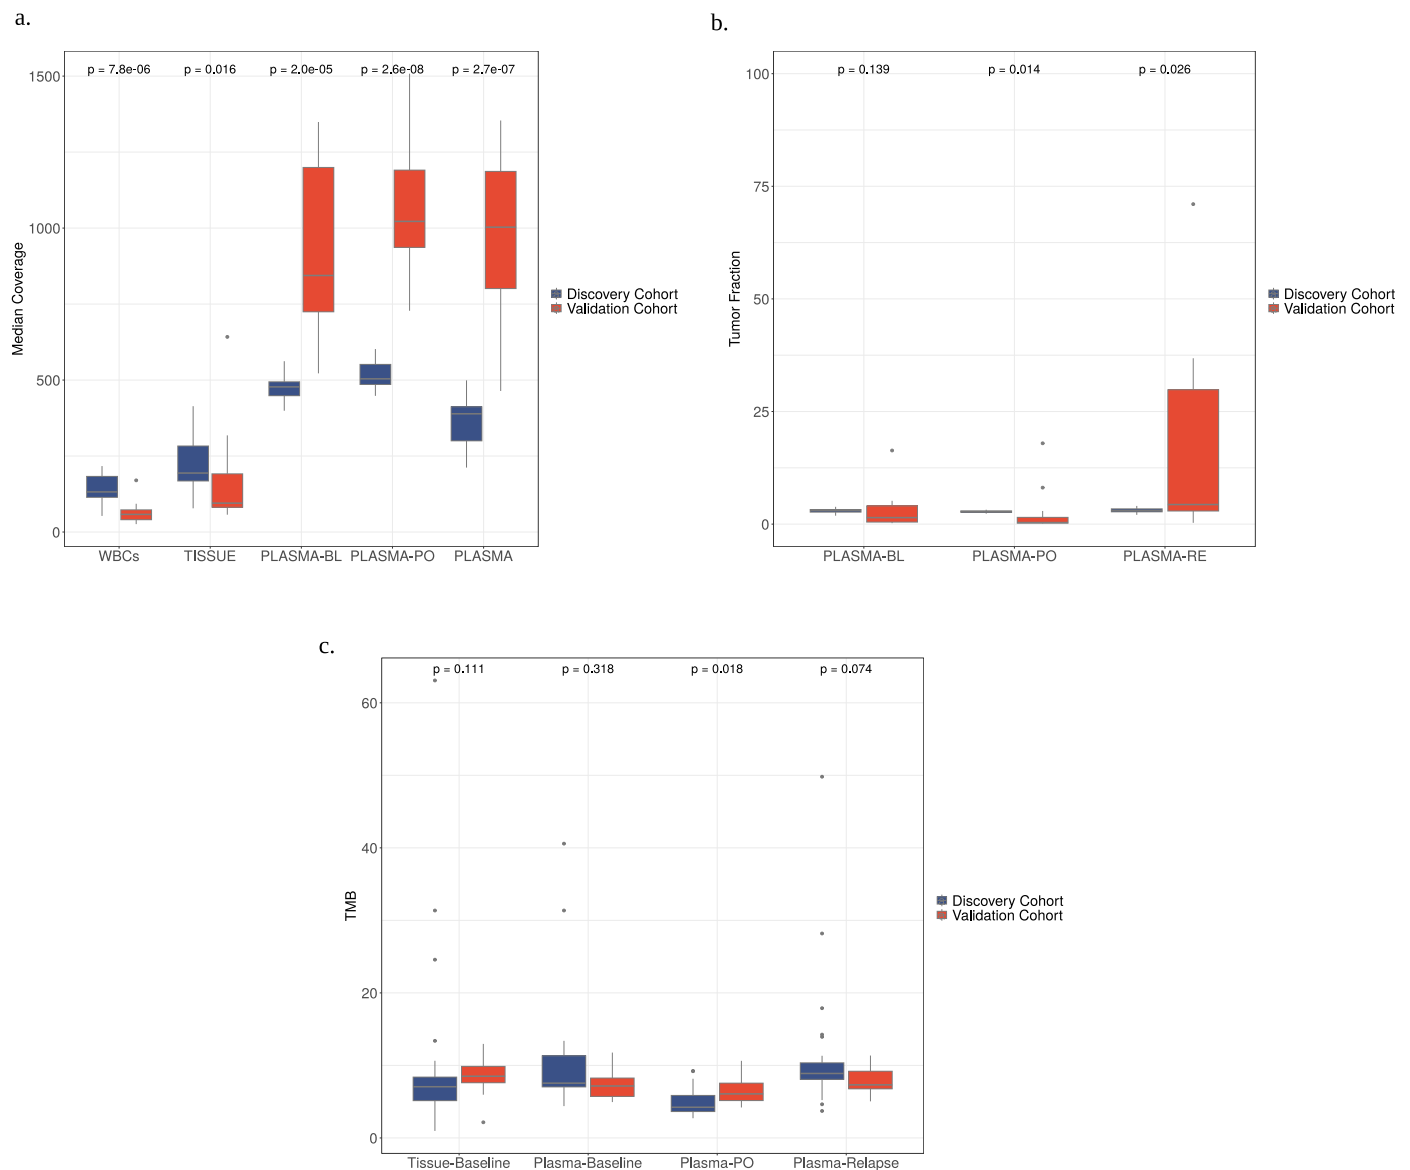 a.
p = 7.8e-06 p = 0.016 p = 2.0e-05 p = 2.6e-08 p = 2.7e-07
1500
1000
500
0
Median Coverage
WBCs TISSUE PLASMA-BL PLASMA-PO PLASMA
Discovery Cohort
Validation Cohort
b.
p = 0.139 p = 0.014 p = 0.026
100
75
50
25
0
Tumor Fraction
PLASMA-BL PLASMA-PO PLASMA-RE
Discovery Cohort
Validation Cohort
c.
p = 0.111 p = 0.318 p = 0.018 p = 0.074
60
40
20
0
TMB
Tissue-Baseline Plasma-Baseline Plasma-PO Plasma-Relapse
Discovery Cohort
Validation Cohort